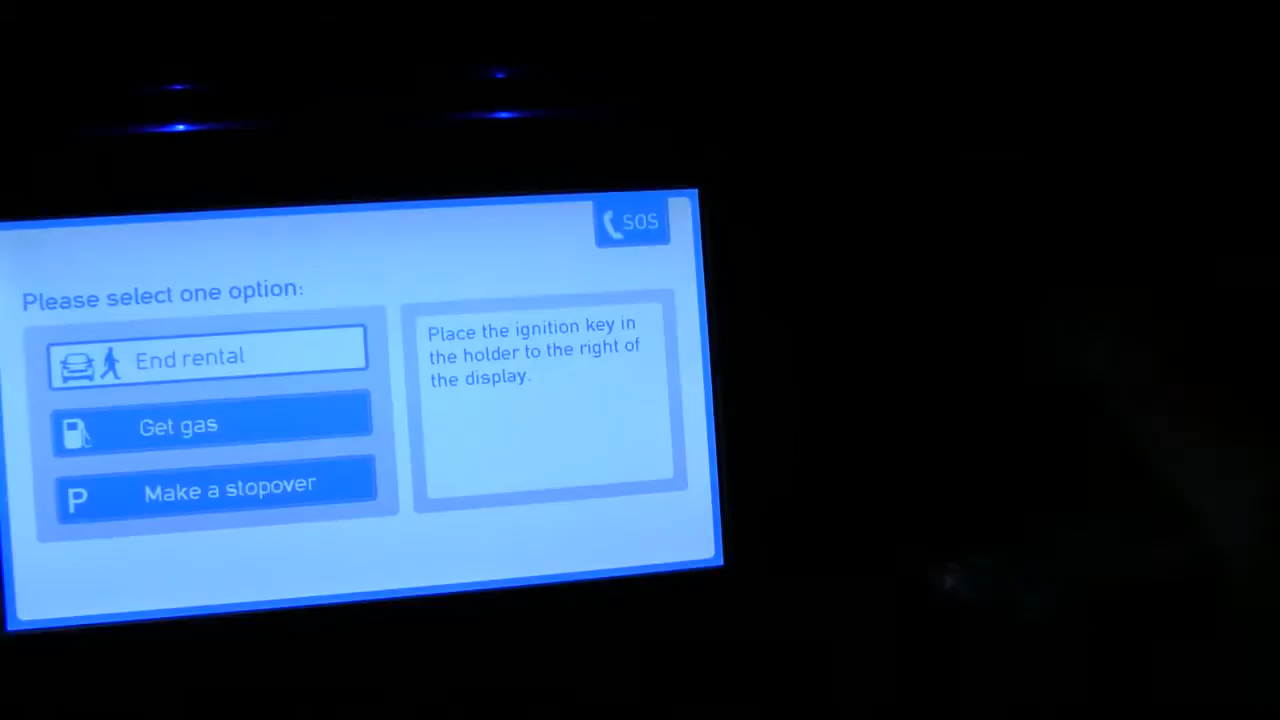 SOS
Please select one option:
End rental
Get gas
P Make a stopover
Place the ignition key in
the holder to the right of
the display.